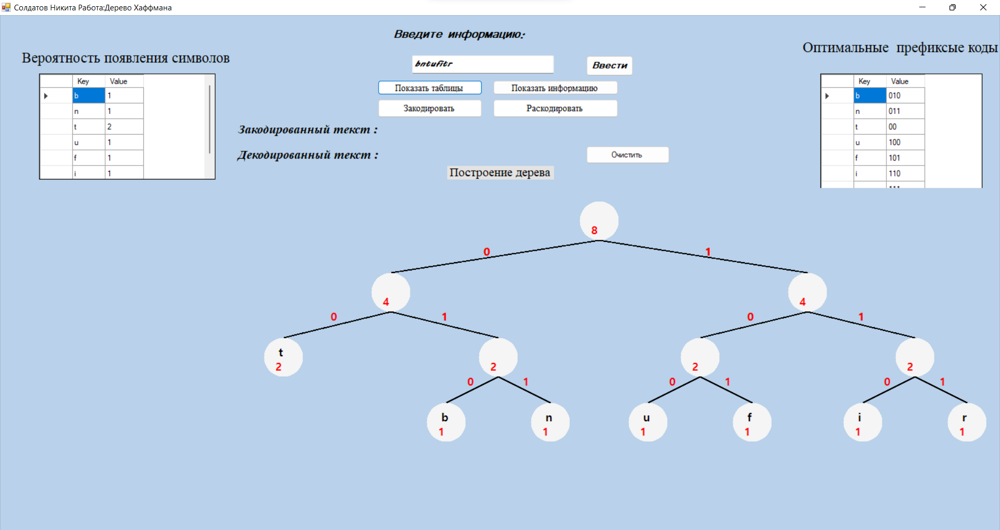 Солдатов Никита Работа:Дерево Хаффмана
Введите информацию:
Вероятность появления символов
Оптимальные префиксые коды
bntufitr
Ввести
Показать таблицы
Показать информацию
Закодировать
Раскодировать
Закодированный текст :
Декодированный текст :
Очистить
Построение дерева
Key Value
b 1
n 1
t 2
u 1
f 1
i 1
Key Value
b 010
n 011
t 00
u 100
f 101
i 110
8
0 1
4 4
0 1 0 1
t
2 2 2 2
0 1 0 1 0 1
b n u f i r
1 1 1 1 1 1